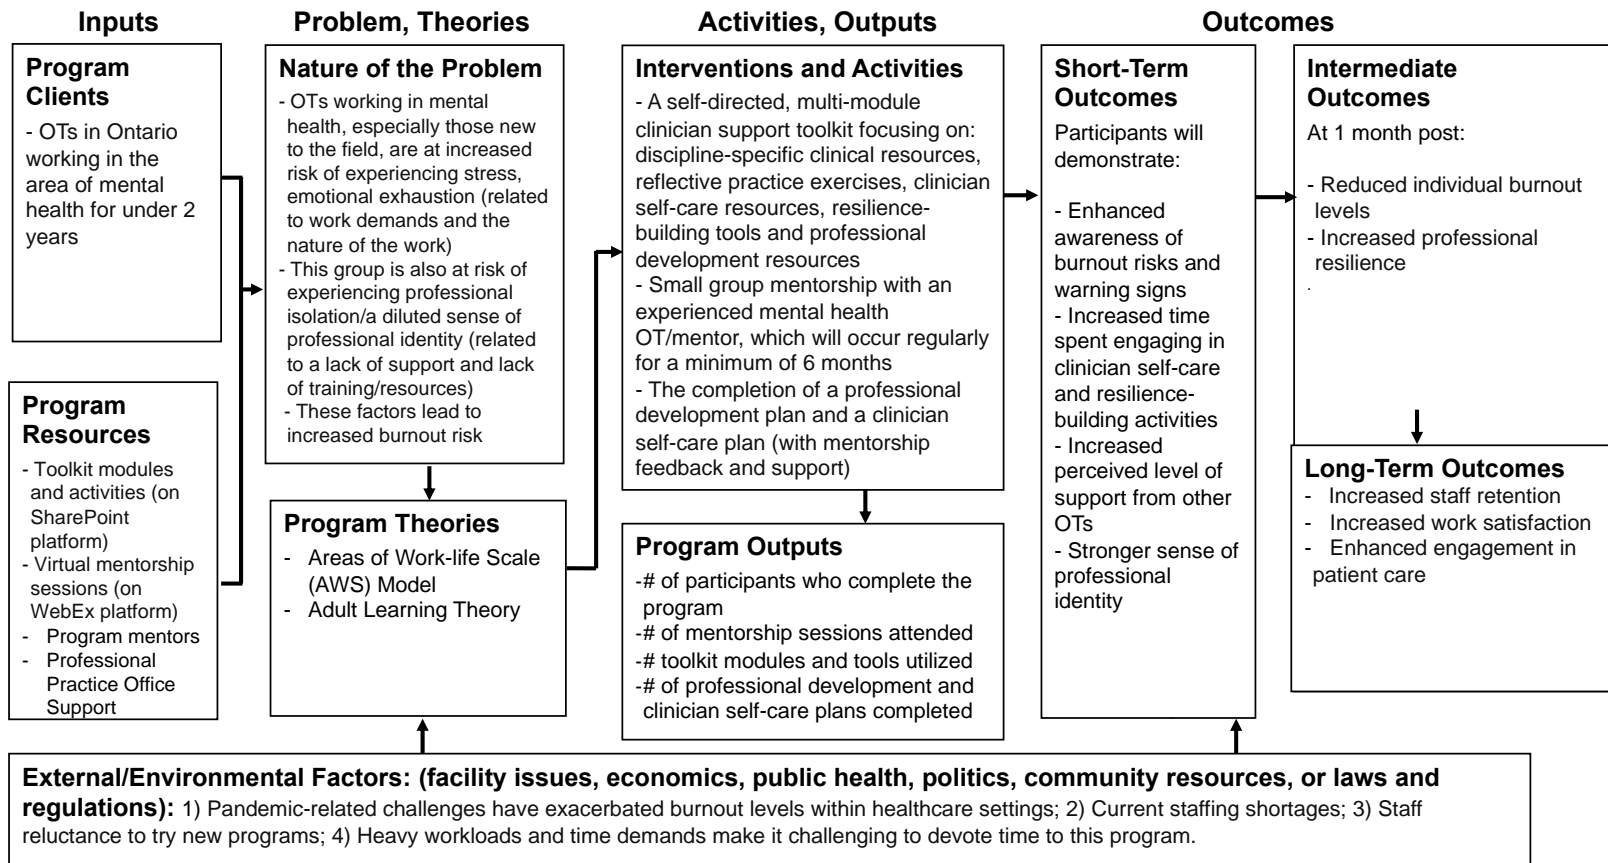 Inputs
Program
Clients
- OTs in Ontario
working in the
area of mental
health for under 2
years
Program
Resources
- Toolkit modules
and activities (on
SharePoint
platform)
- Virtual mentorship
sessions (on
WebEx platform)
- Program mentors
- Professional
Practice Office
Support
Problem, Theories
Nature of the Problem
- OTs working in mental
health, especially those new
to the field, are at increased
risk of experiencing stress,
emotional exhaustion (related
to work demands and the
nature of the work)
- This group is also at risk of
experiencing professional
isolation/a diluted sense of
professional identity (related
to a lack of support and lack
of training/resources)
- These factors lead to
increased burnout risk
Program Theories
- Areas of Work-life Scale
(AWS) Model
- Adult Learning Theory
Activities, Outputs
Interventions and Activities
- A self-directed, multi-module
clinician support toolkit focusing on:
discipline-specific clinical resources,
reflective practice exercises, clinician
self-care resources, resilience-
building tools and professional
development resources
- Small group mentorship with an
experienced mental health
OT/mentor, which will occur regularly
for a minimum of 6 months
- The completion of a professional
development plan and a clinician
self-care plan (with mentorship
feedback and support)
Program Outputs
-# of participants who complete the
program
-# of mentorship sessions attended
-# toolkit modules and tools utilized
-# of professional development and
clinician self-care plans completed
Outcomes
Short-Term
Outcomes
Participants will
demonstrate:
- Enhanced
awareness of
burnout risks and
warning signs
- Increased time
spent engaging in
clinician self-care
and resilience-
building activities
- Increased
perceived level of
support from other
OTs
- Stronger sense of
professional
identity
Intermediate
Outcomes
At 1 month post:
- Reduced individual burnout
levels
- Increased professional
resilience
.
Long-Term Outcomes
- Increased staff retention
- Increased work satisfaction
- Enhanced engagement in
patient care
External/Environmental Factors: (facility issues, economics, public health, politics, community resources, or laws and
regulations): 1) Pandemic-related challenges have exacerbated burnout levels within healthcare settings; 2) Current staffing shortages; 3) Staff
reluctance to try new programs; 4) Heavy workloads and time demands make it challenging to devote time to this program.